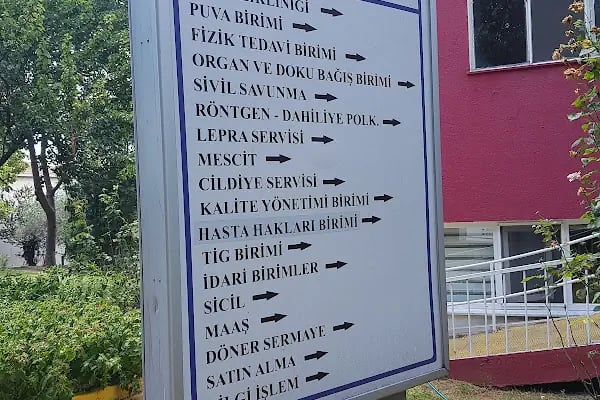 PUVA BİRİMİ
FİZİK TEDAVİ BİRİMİ
ORGAN VE DOKU BAĞIŞ BİRİMİ
SİVİL SAVUNMA
RÖNTGEN - DAHİLİYE POLK.
LEPRA SERVİSİ
MESCİT
CİLDİYE SERVİSİ
KALİTE YÖNETİMİ BİRİMİ
HASTA HAKLARI BİRİMİ
TİG BİRİMİ
İDARİ BİRİMLER
SİCİL
MAAŞ
DÖNER SERMAYE
SATIN ALMA
BİLGİ İŞLEM